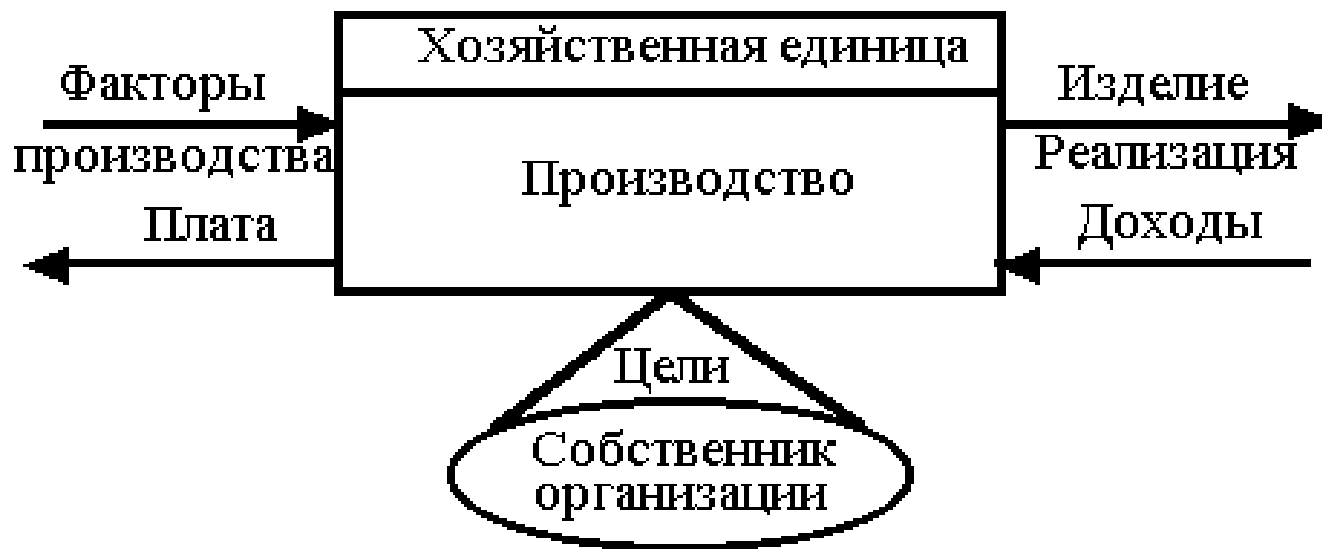 Хозяйственная единица
Факторы
производства
Плата
Производство
Изделие
Реализация
Доходы
Цели
Собственник
организации